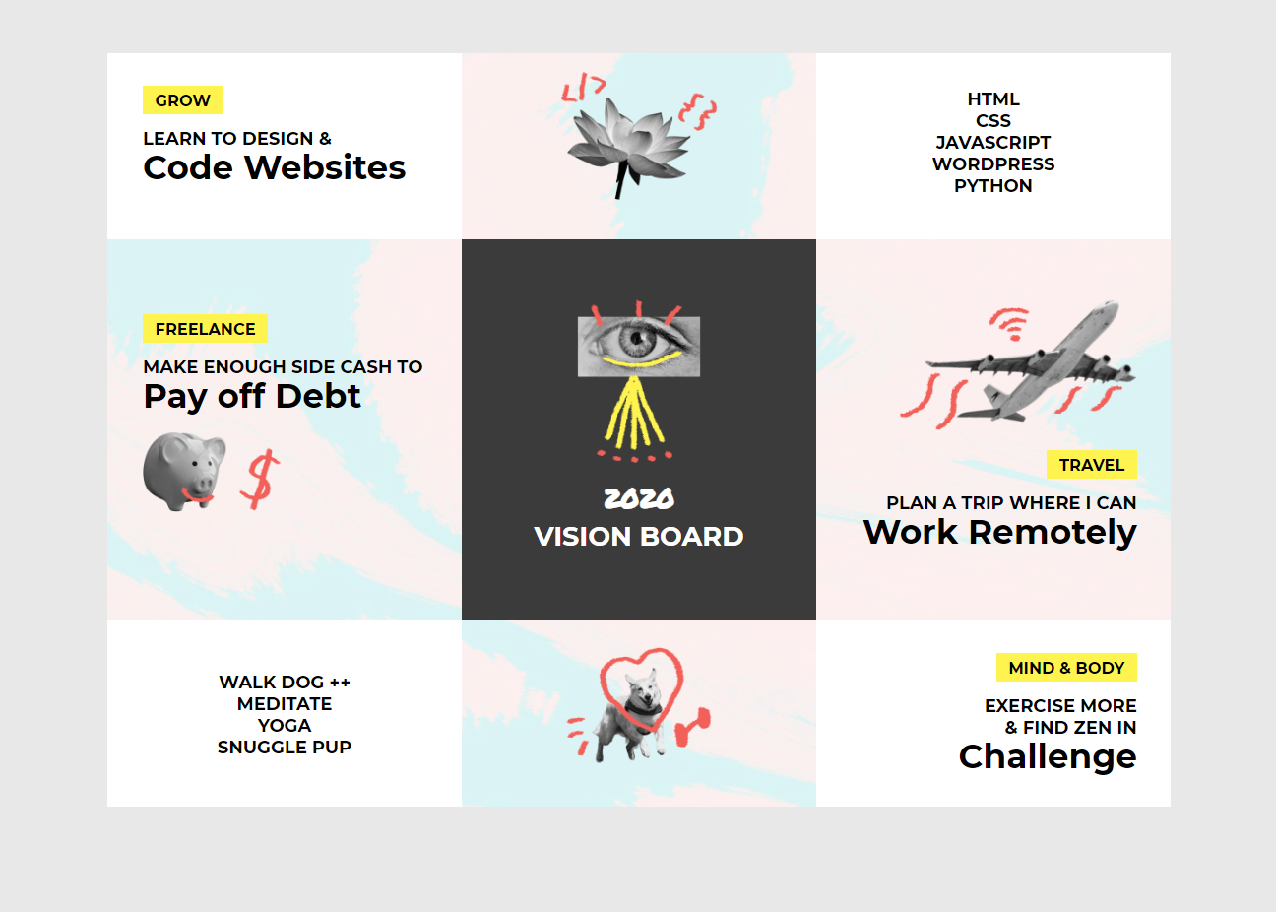 GROW
LEARN TO DESIGN &
Code Websites
</>
{}
HTML
CSS
JAVASCRIPT
WORDPRESS
PYTHON
FREELANCE
MAKE ENOUGH SIDE CASH TO
Pay off Debt
$
2020
VISION BOARD
TRAVEL
PLAN A TRIP WHERE I CAN
Work Remotely
WALK DOG ++
MEDITATE
YOGA
SNUGGLE PUP
MIND & BODY
EXERCISE MORE
& FIND ZEN IN
Challenge